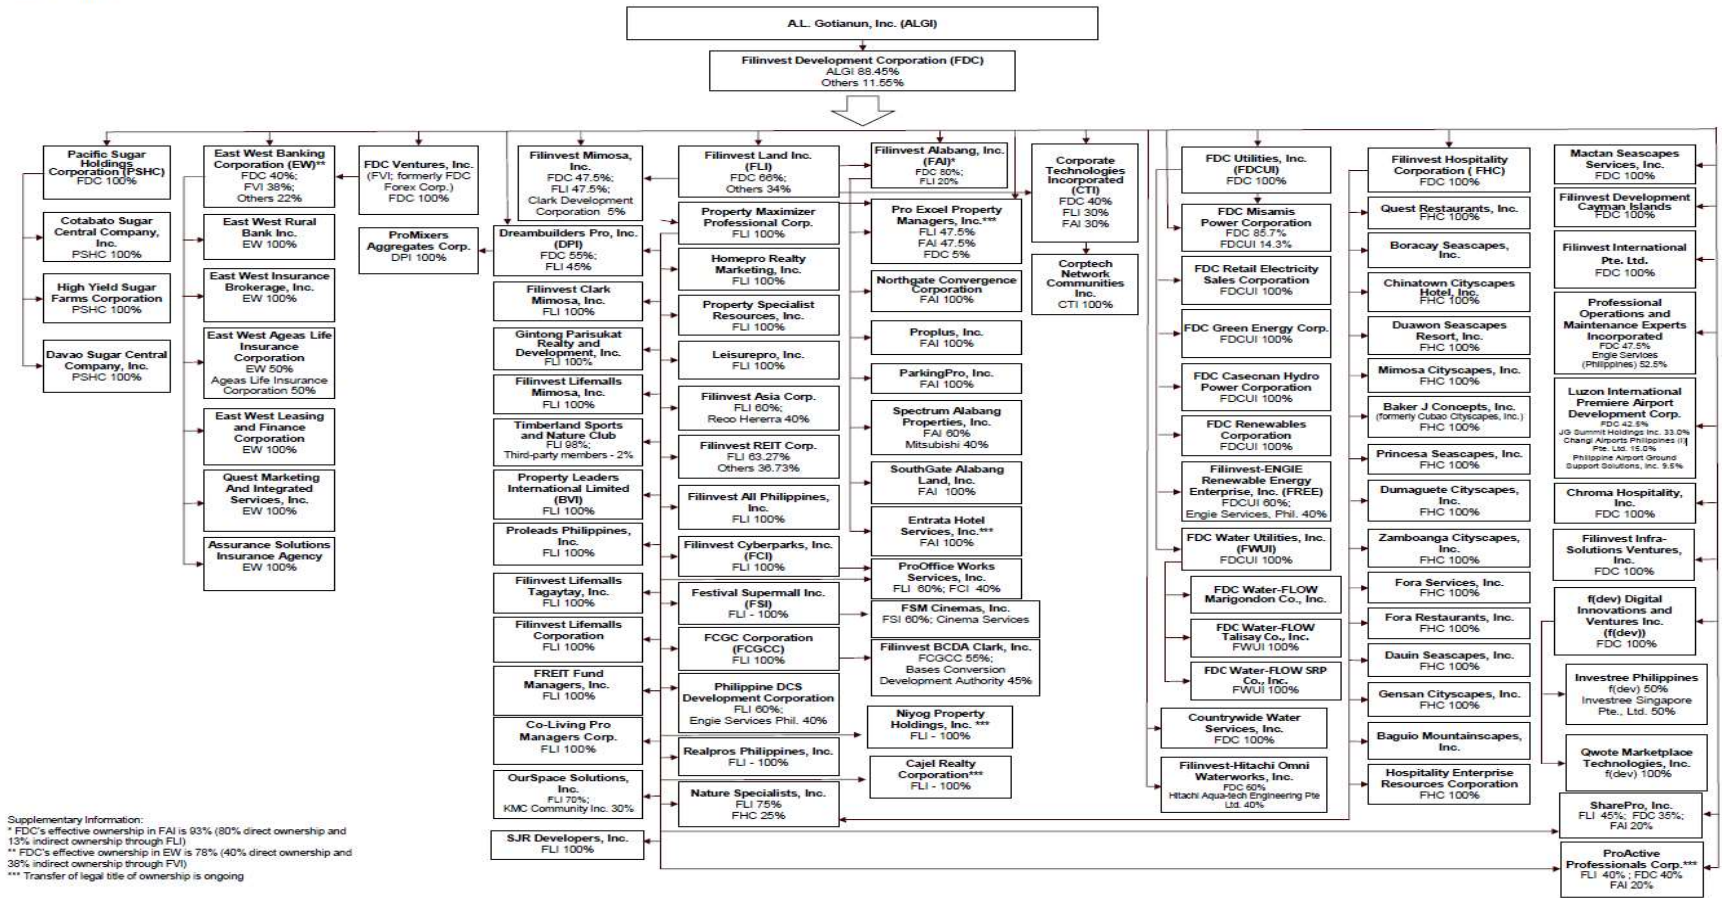 A.L. Gotianun, Inc. (ALGI)
Filinvest Development Corporation (FDC)
ALGI 88.45%
Others 11.55%
Pacific Sugar
Holdings
Corporation (PSHC)
FDC 100%
Cotabato Sugar
Central Company,
Inc.
PSHC 100%
High Yield Sugar
Farms Corporation
PSHC 100%
Davao Sugar Central
Company, Inc.
PSHC 100%
East West Banking
Corporation (EW)**
FDC 40%;
FVI 38%;
Others 22%
East West Rural
Bank Inc.
EW 100%
East West Insurance
Brokerage, Inc.
EW 100%
East West Ageas Life
Insurance
Corporation
EW 50%
Ageas Life Insurance
Corporation 50%
East West Leasing
and Finance
Corporation
EW 100%
Quest Marketing
And Integrated
Services, Inc.
EW 100%
Assurance Solutions
Insurance Agency
EW 100%
FDC Ventures, Inc.
(FVI; formerly FDC
Forex Corp.)
FDC 100%
ProMixers
Aggregates Corp.
DPI 100%
Filinvest Mimosa,
Inc.
FDC 47.5%;
FLI 47.5%;
Clark Development
Corporation 5%
Dreambuilders Pro, Inc.
(DPI)
FDC 55%;
FLI 45%
Filinvest Clark
Mimosa, Inc.
FLI 100%
Gintong Parisukat
Realty and
Development, Inc.
FLI 100%
Filinvest Lifemalls
Mimosa, Inc.
FLI 100%
Timberland Sports
and Nature Club
FLI 98%;
Third-party members - 2%
Property Leaders
International Limited
(BVI)
FLI 100%
Proleads Philippines,
Inc.
FLI 100%
Filinvest Lifemalls
Tagaytay, Inc.
FLI 100%
Filinvest Lifemalls
Corporation
FLI 100%
FREIT Fund
Managers, Inc.
FLI 100%
Co-Living Pro
Managers Corp.
FLI 100%
OurSpace Solutions,
Inc.
FLI 70%;
KMC Community Inc. 30%
SJR Developers, Inc.
FLI 100%
Filinvest Land Inc.
(FLI)
FDC 66%;
Others 34%
Property Maximizer
Professional Corp.
FLI 100%
Homepro Realty
Marketing, Inc.
FLI 100%
Property Specialist
Resources, Inc.
FLI 100%
Leisurepro, Inc.
FLI 100%
Filinvest Asia Corp.
FLI 60%;
Reco Hererra 40%
Filinvest REIT Corp.
FLI 63.27%
Others 36.73%
Filinvest All Philippines,
Inc.
FLI 100%
Filinvest Cyberparks, Inc.
(FCI)
FLI 100%
Festival Supermall Inc.
(FSI)
FLI - 100%
FCGC Corporation
(FCGCC)
FLI 100%
Philippine DCS
Development Corporation
FLI 60%;
Engie Services Phil. 40%
Realpros Philippines, Inc.
FLI - 100%
Nature Specialists, Inc.
FLI 75%
FHC 25%
Filinvest Alabang, Inc.
(FAI)*
FDC 80%;
FLI 20%
Pro Excel Property
Managers, Inc.***
FLI 47.5%
FAI 47.5%
FDC 5%
Northgate Convergence
Corporation
FAI 100%
Proplus, Inc.
FAI 100%
ParkingPro, Inc.
FAI 100%
Spectrum Alabang
Properties, Inc.
FAI 60%
Mitsubishi 40%
SouthGate Alabang
Land, Inc.
FAI 100%
Entrata Hotel
Services, Inc.***
FAI 100%
ProOffice Works
Services, Inc.
FLI 60%; FCI 40%
FSM Cinemas, Inc.
FSI 60%; Cinema Services
Filinvest BCDA Clark, Inc.
FCGCC 55%;
Bases Conversion
Development Authority 45%
Niyog Property
Holdings, Inc. ***
FLI - 100%
Cajel Realty
Corporation***
FLI - 100%
Corporate
Technologies
Incorporated
(CTI)
FDC 40%
FLI 30%
FAI 30%
Corptech
Network
Communities
Inc.
CTI 100%
FDC Utilities, Inc.
(FDCUI)
FDC 100%
FDC Misamis
Power Corporation
FDC 85.7%
FDCUI 14.3%
FDC Retail Electricity
Sales Corporation
FDCUI 100%
FDC Green Energy Corp.
FDCUI 100%
FDC Casecnan Hydro
Power Corporation
FDCUI 100%
FDC Renewables
Corporation
FDCUI 100%
Filinvest-ENGIE
Renewable Energy
Enterprise, Inc. (FREE)
FDCUI 60%;
Engie Services, Phil. 40%
FDC Water Utilities, Inc.
(FWUI)
FDCUI 100%
FDC Water-FLOW
Marigondon Co., Inc.
FDC Water-FLOW
Talisay Co., Inc.
FWUI 100%
FDC Water-FLOW SRP
Co., Inc.
FWUI 100%
Countrywide Water
Services, Inc.
FDC 100%
Filinvest-Hitachi Omni
Waterworks, Inc.
FDC 60%
Hitachi Aqua-tech Engineering Pte
Ltd. 40%
Filinvest Hospitality
Corporation ( FHC)
FDC 100%
Quest Restaurants, Inc.
FHC 100%
Boracay Seascapes,
Inc.
Chinatown Cityscapes
Hotel, Inc.
FHC 100%
Duawon Seascapes
Resort, Inc.
FHC 100%
Mimosa Cityscapes, Inc.
FHC 100%
Baker J Concepts, Inc.
(formerly Cubao Cityscapes, Inc.)
FHC 100%
Princesa Seascapes, Inc.
FHC 100%
Dumaguete Cityscapes,
Inc.
FHC 100%
Zamboanga Cityscapes,
Inc.
FHC 100%
Fora Services, Inc.
FHC 100%
Fora Restaurants, Inc.
FHC 100%
Dauin Seascapes, Inc.
FHC 100%
Gensan Cityscapes, Inc.
FHC 100%
Baguio Mountainscapes,
Inc.
Hospitality Enterprise
Resources Corporation
FHC 100%
Mactan Seascapes
Services, Inc.
FDC 100%
Filinvest Development
Cayman Islands
FDC 100%
Filinvest International
Pte. Ltd.
FDC 100%
Professional
Operations and
Maintenance Experts
Incorporated
FDC 47.5%
Engie Services
(Philippines) 52.5%
Luzon International
Premiere Airport
Development Corp.
FDC 42.5%
JG Summit Holdings Inc. 33.0%
Changi Airports Philippines (I)
Pte. Ltd. 15.0%
Philippine Airport Ground
Support Solutions, Inc. 9.5%
Chroma Hospitality,
Inc.
FDC 100%
Filinvest Infra-
Solutions Ventures,
Inc.
FDC 100%
f(dev) Digital
Innovations and
Ventures Inc.
(f(dev))
FDC 100%
Investree Philippines
f(dev) 50%
Investree Singapore
Pte., Ltd. 50%
Qwote Marketplace
Technologies, Inc.
f(dev) 100%
SharePro, Inc.
FLI 45%; FDC 35%;
FAI 20%
ProActive
Professionals Corp.***
FLI 40% ; FDC 40%
FAI 20%
Supplementary Information:
* FDC's effective ownership in FAI is 93% (80% direct ownership and
13% indirect ownership through FLI)
** FDC's effective ownership in EW is 78% (40% direct ownership and
38% indirect ownership through FVI)
*** Transfer of legal title of ownership is ongoing